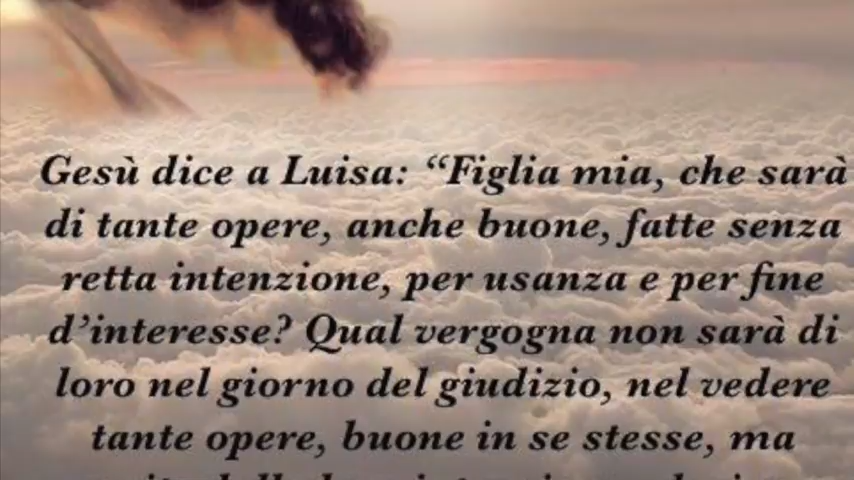 Gesù dice a Luisa: “Figlia mia, che sarà
di tante opere, anche buone, fatte senza
retta intenzione, per usanza e per fine
d’interesse? Qual vergogna non sarà di
loro nel giorno del giudizio, nel vedere
tante opere, buone in se stesse, ma